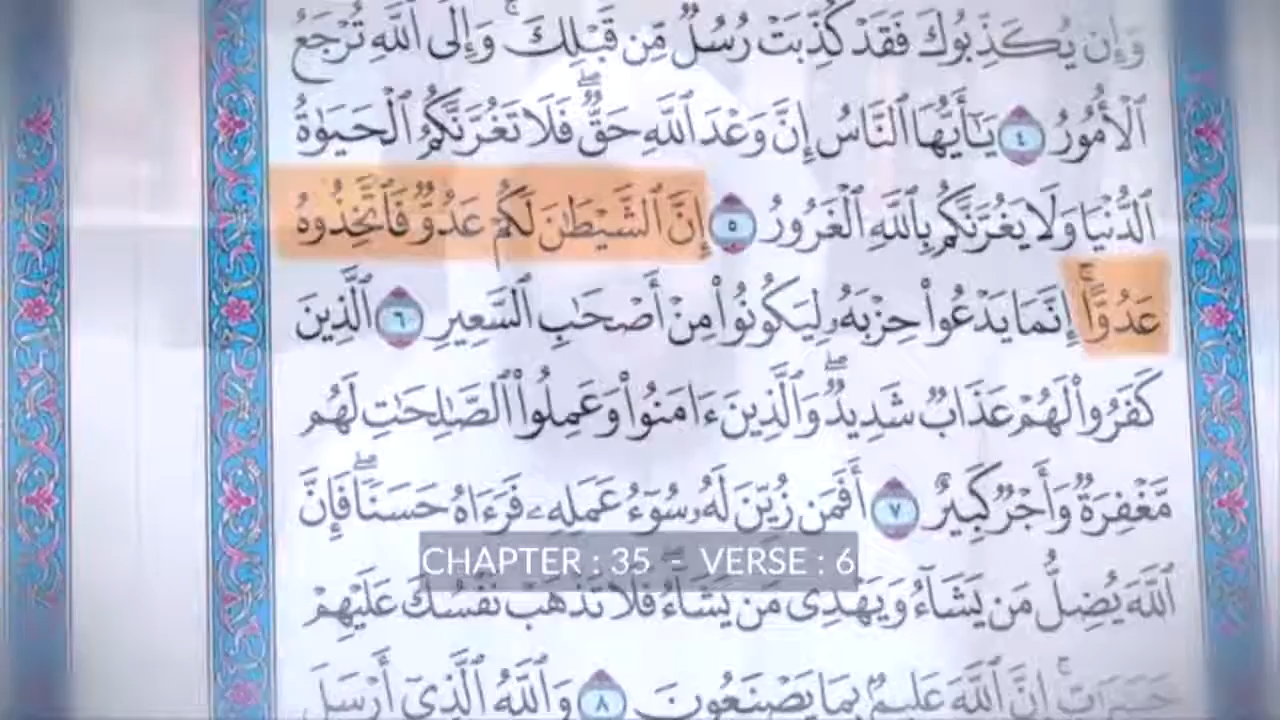 وَإِن يُكَذِّبُوكَ فَقَدْ كُذِّبَتْ رُسُلٌ مِّن قَبْلِكَ ۚ وَإِلَى ٱللَّهِ تُرْجَعُ
ٱلْأُمُورُ ٤ يَـٰٓأَيُّهَا ٱلنَّاسُ إِنَّ وَعْدَ ٱللَّهِ حَقٌّ ۖ فَلَا تَغُرَّنَّكُمُ ٱلْحَيَوٰةُ
ٱلدُّنْيَا وَلَا يَغُرَّنَّكُم بِٱللَّهِ ٱلْغَرُورُ ٥ إِنَّ ٱلشَّيْطَـٰنَ لَكُمْ عَدُوٌّ فَٱتَّخِذُوهُ
عَدُوًّا ۚ إِنَّمَا يَدْعُوا۟ حِزْبَهُۥ لِيَكُونُوا۟ مِنْ أَصْحَـٰبِ ٱلسَّعِيرِ ٦ ٱلَّذِينَ
كَفَرُوا۟ لَهُمْ عَذَابٌ شَدِيدٌ ۖ وَٱلَّذِينَ ءَامَنُوا۟ وَعَمِلُوا۟ ٱلصَّـٰلِحَـٰتِ لَهُم
مَّغْفِرَةٌ وَأَجْرٌ كَبِيرٌ ٧ أَفَمَن زُيِّنَ لَهُۥ سُوٓءُ عَمَلِهِۦ فَرَءَاهُ حَسَنًا ۖ فَإِنَّ
CHAPTER : 35 - VERSE : 6
ٱللَّهَ يُضِلُّ مَن يَشَآءُ وَيَهْدِى مَن يَشَآءُ ۖ فَلَا تَذْهَبْ نَفْسُكَ عَلَيْهِمْ
حَسَرَٰتٍ ۚ إِنَّ ٱللَّهَ عَلِيمٌۢ بِمَا يَصْنَعُونَ ٨ وَٱللَّهُ ٱلَّذِىٓ أَرْسَلَ